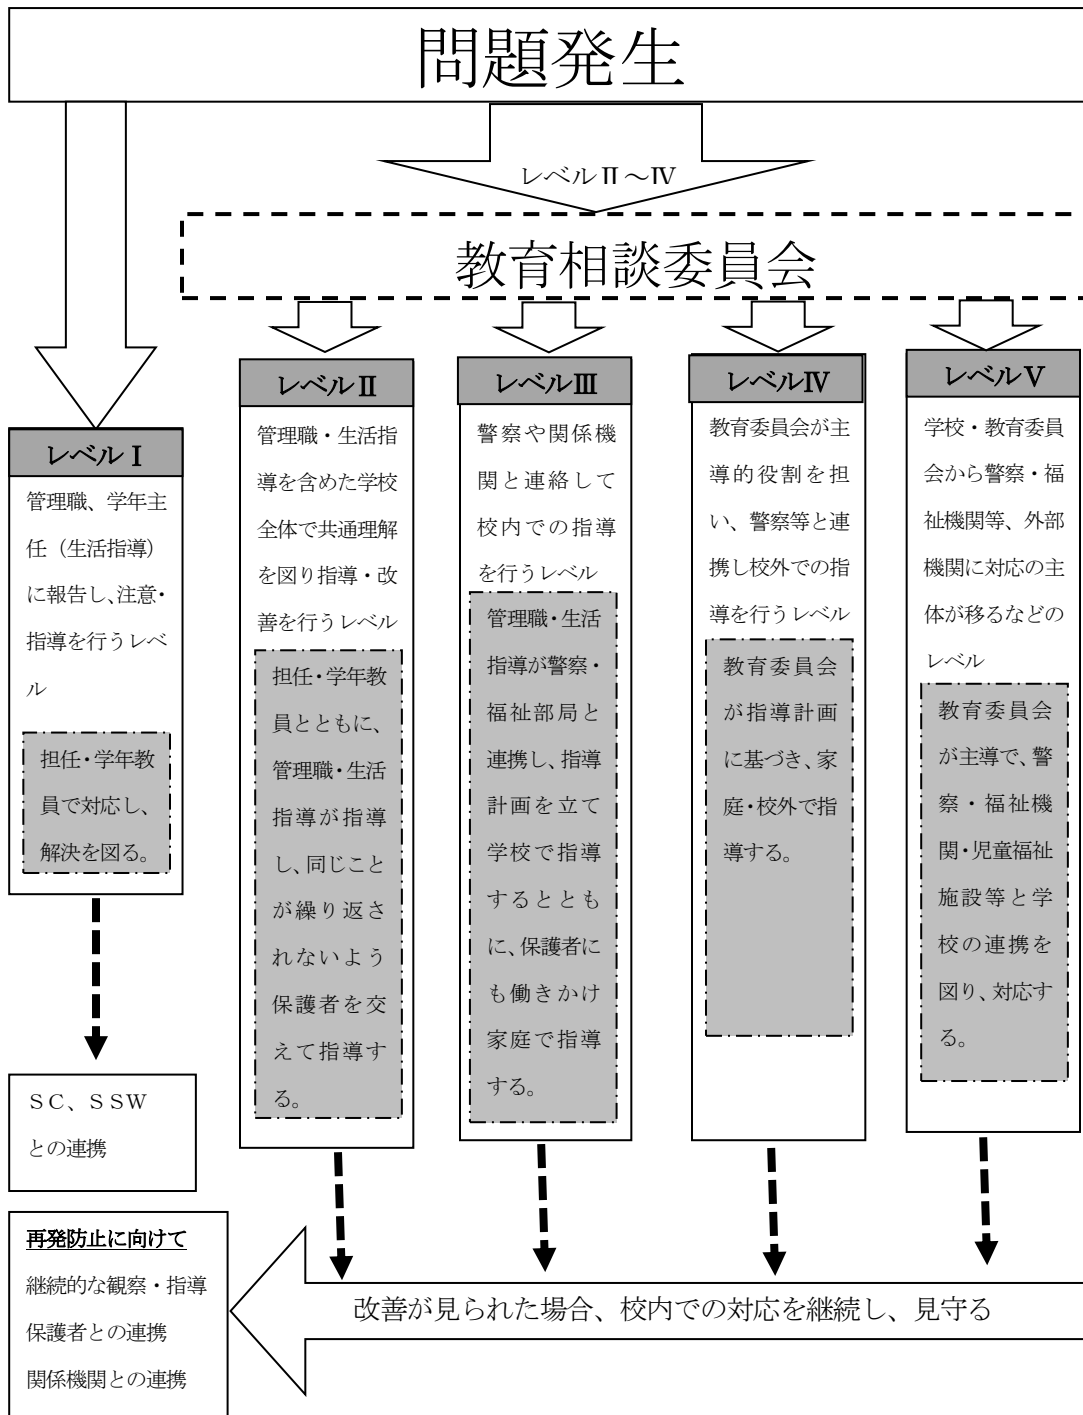 問題発生
レベルⅡ～Ⅳ
教育相談委員会
レベルⅠ
管理職、学年主
任（生活指導）
に報告し、注意・
指導を行うレベ
ル
担任・学年教
員で対応し、
解決を図る。
レベルⅡ
管理職・生活指
導を含めた学校
全体で共通理解
を図り指導・改
善を行うレベル
担任・学年教
員とともに、
管理職・生活
指導が指導
し、同じこと
が繰り返さ
れないよう
保護者を交
えて指導す
る。
レベルⅢ
警察や関係機
関と連絡して
校内での指導
を行うレベル
管理職・生活
指導が警察・
福祉部局と
連携し、指導
計画を立て
学校で指導
するととも
に、保護者に
も働きかけ
家庭で指導
する。
レベルⅣ
教育委員会が主
導的役割を担
い、警察等と連
携し校外での指
導を行うレベル
教育委員会
が指導計画
に基づき、家
庭・校外で指
導する。
レベルⅤ
学校・教育委員
会から警察・福
祉機関等、外部
機関に対応の主
体が移るなどの
レベル
教育委員会
が主導で、警
察・福祉機
関・児童福祉
施設等と学
校の連携を
図り、対応す
る。
ＳＣ、ＳＳＷ
との連携
再発防止に向けて
継続的な観察・指導
保護者との連携
関係機関との連携
改善が見られた場合、校内での対応を継続し、見守る